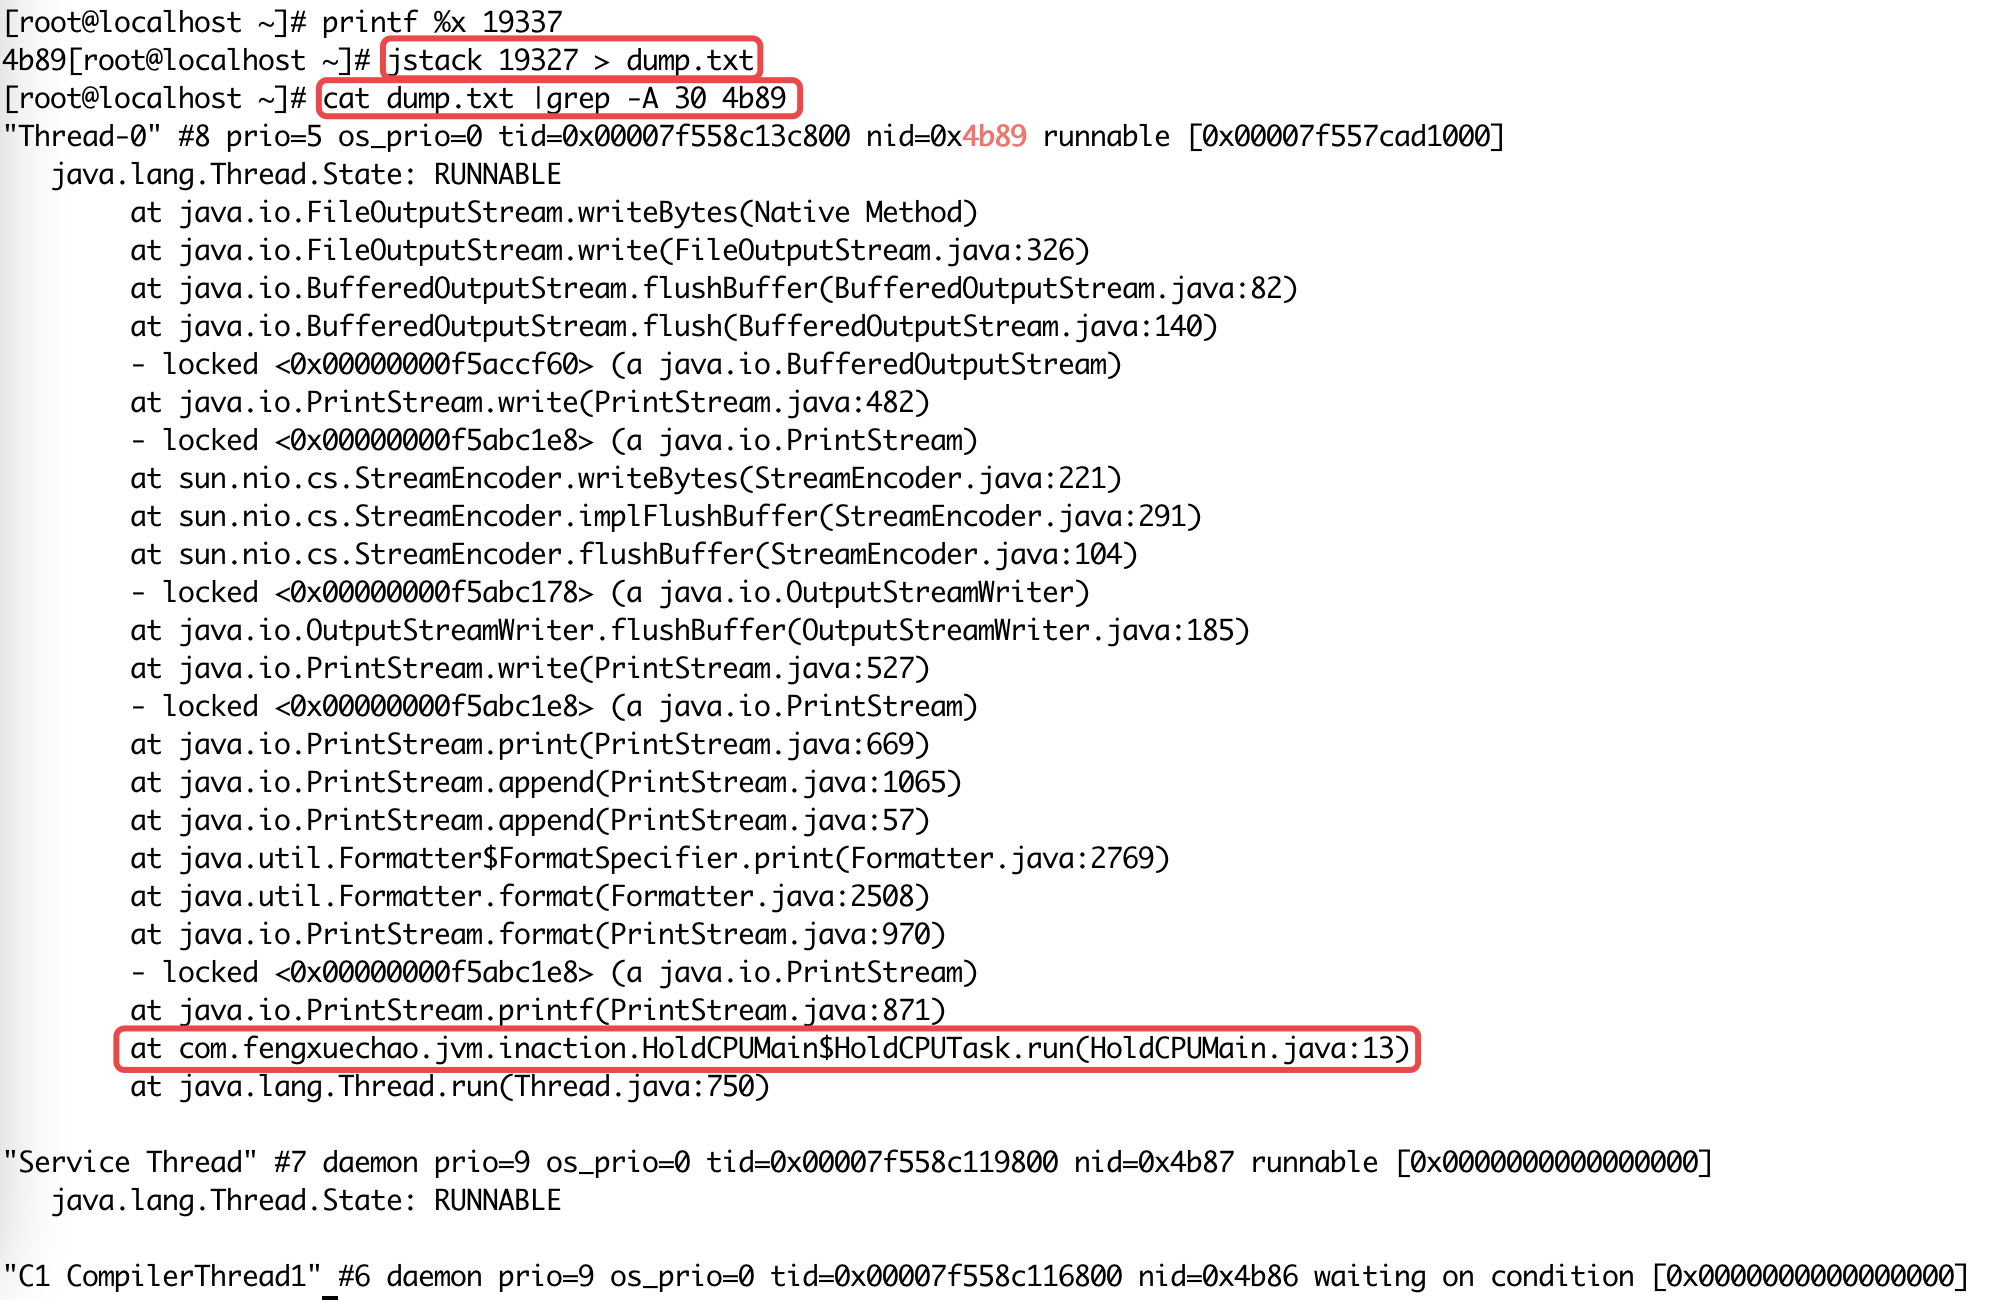 [root@localhost ~]# printf %x 19337
4b89[root@localhost ~]# jstack 19327 > dump.txt
[root@localhost ~]# cat dump.txt |grep -A 30 4b89
"Thread-0" #8 prio=5 os_prio=0 tid=0x00007f558c13c800 nid=0x4b89 runnable [0x00007f557cad1000]
   java.lang.Thread.State: RUNNABLE
        at java.io.FileOutputStream.writeBytes(Native Method)
        at java.io.FileOutputStream.write(FileOutputStream.java:326)
        at java.io.BufferedOutputStream.flushBuffer(BufferedOutputStream.java:82)
        at java.io.BufferedOutputStream.flush(BufferedOutputStream.java:140)
        - locked <0x00000000f5accf60> (a java.io.BufferedOutputStream)
        at java.io.PrintStream.write(PrintStream.java:482)
        - locked <0x00000000f5abc1e8> (a java.io.PrintStream)
        at sun.nio.cs.StreamEncoder.writeBytes(StreamEncoder.java:221)
        at sun.nio.cs.StreamEncoder.implFlushBuffer(StreamEncoder.java:291)
        at sun.nio.cs.StreamEncoder.flushBuffer(StreamEncoder.java:104)
        - locked <0x00000000f5abc178> (a java.io.OutputStreamWriter)
        at java.io.OutputStreamWriter.flushBuffer(OutputStreamWriter.java:185)
        at java.io.PrintStream.write(PrintStream.java:527)
        - locked <0x00000000f5abc1e8> (a java.io.PrintStream)
        at java.io.PrintStream.print(PrintStream.java:669)
        at java.io.PrintStream.append(PrintStream.java:1065)
        at java.io.PrintStream.append(PrintStream.java:57)
        at java.util.Formatter$FormatSpecifier.print(Formatter.java:2769)
        at java.util.Formatter.format(Formatter.java:2508)
        at java.io.PrintStream.format(PrintStream.java:970)
        - locked <0x00000000f5abc1e8> (a java.io.PrintStream)
        at java.io.PrintStream.printf(PrintStream.java:871)
        at com.fengxuechao.jvm.inaction.HoldCPUMain$HoldCPUTask.run(HoldCPUMain.java:13)
        at java.lang.Thread.run(Thread.java:750)

"Service Thread" #7 daemon prio=9 os_prio=0 tid=0x00007f558c119800 nid=0x4b87 runnable [0x0000000000000000]
   java.lang.Thread.State: RUNNABLE

"C1 CompilerThread1" #6 daemon prio=9 os_prio=0 tid=0x00007f558c116800 nid=0x4b86 waiting on condition [0x0000000000000000]